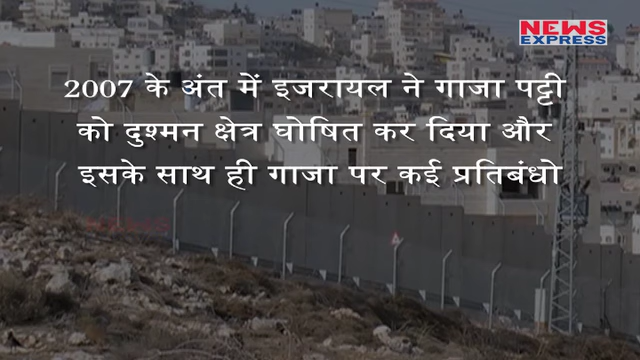 NEWS
EXPRESS
2007 के अंत में इजरायल ने गाजा पट्टी
को दुश्मन क्षेत्र घोषित कर दिया और
इसके साथ ही गाजा पर कई प्रतिबंधो